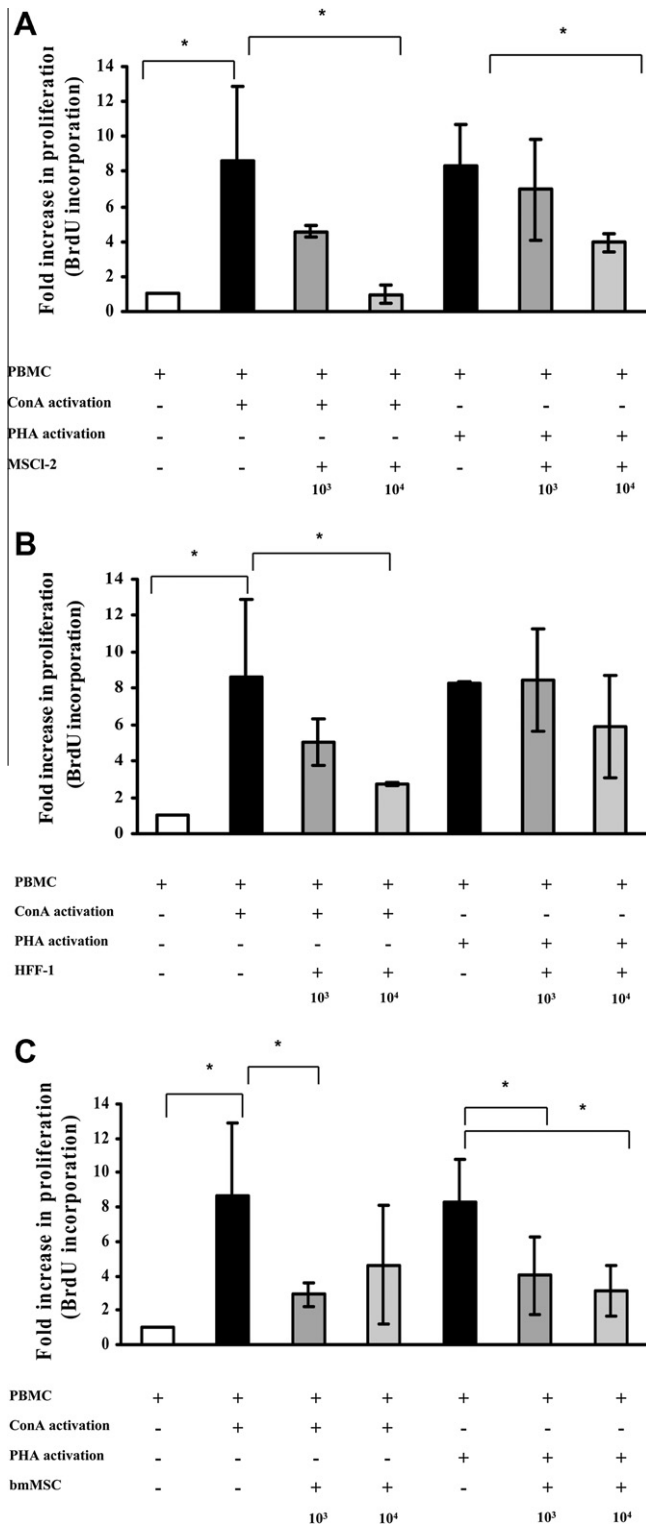 A
*
*
*
Fold increase in proliferation
(BrdU incorporation)
14
12
10
8
6
4
2
0
PBMC + + + + + + +
ConA activation - + + + - - -
PHA activation - - - - + + +
MSCl-2 - - + + - + +
10³ 10⁴ 10³ 10⁴
B
*
*
Fold increase in proliferation
(BrdU incorporation)
14
12
10
8
6
4
2
0
PBMC + + + + + + +
ConA activation - + + + - - -
PHA activation - - - - + + +
HFF-1 - - + + - + +
10³ 10⁴ 10³ 10⁴
C
*
*
*
*
Fold increase in proliferation
(BrdU incorporation)
14
12
10
8
6
4
2
0
PBMC + + + + + + +
ConA activation - + + + - - -
PHA activation - - - - + + +
bmMSC - - + + - + +
10³ 10⁴ 10³ 10⁴